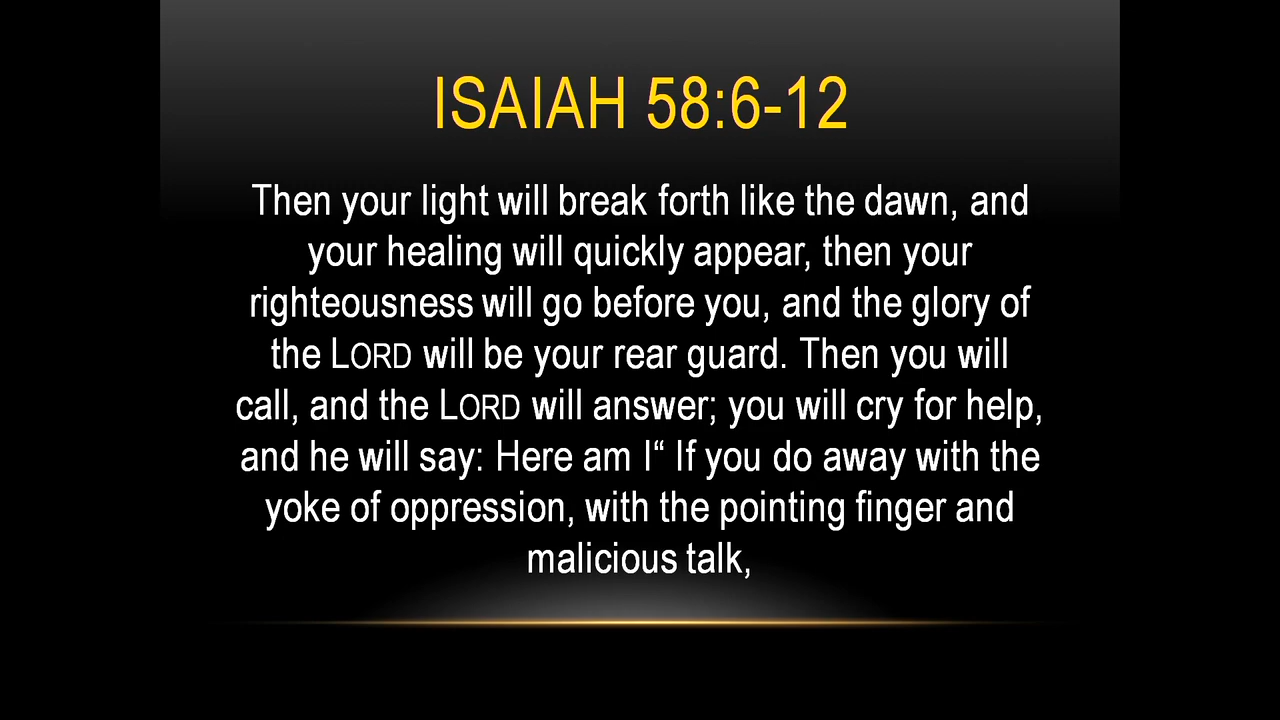 ISAIAH 58:6-12
Then your light will break forth like the dawn, and
your healing will quickly appear, then your
righteousness will go before you, and the glory of
the LORD will be your rear guard. Then you will
call, and the LORD will answer; you will cry for help,
and he will say: Here am I“ If you do away with the
yoke of oppression, with the pointing finger and
malicious talk,